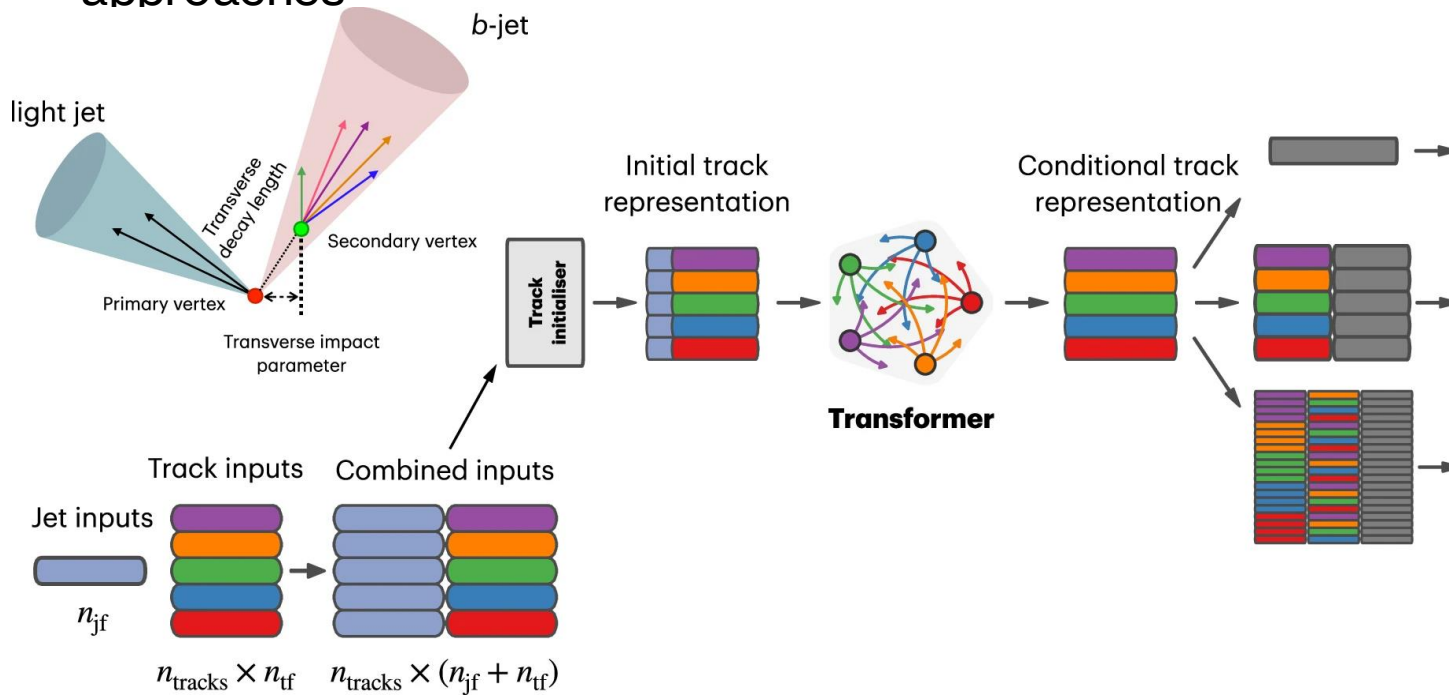 approaches
b-jet
light jet
Transverse
decay length
Secondary vertex
Primary vertex
Transverse impact
parameter
Track
initialiser
Initial track
representation
Transformer
Conditional track
representation
Jet inputs
n_jf
Track inputs
n_tracks × n_tf
Combined inputs
n_tracks × (n_jf + n_tf)